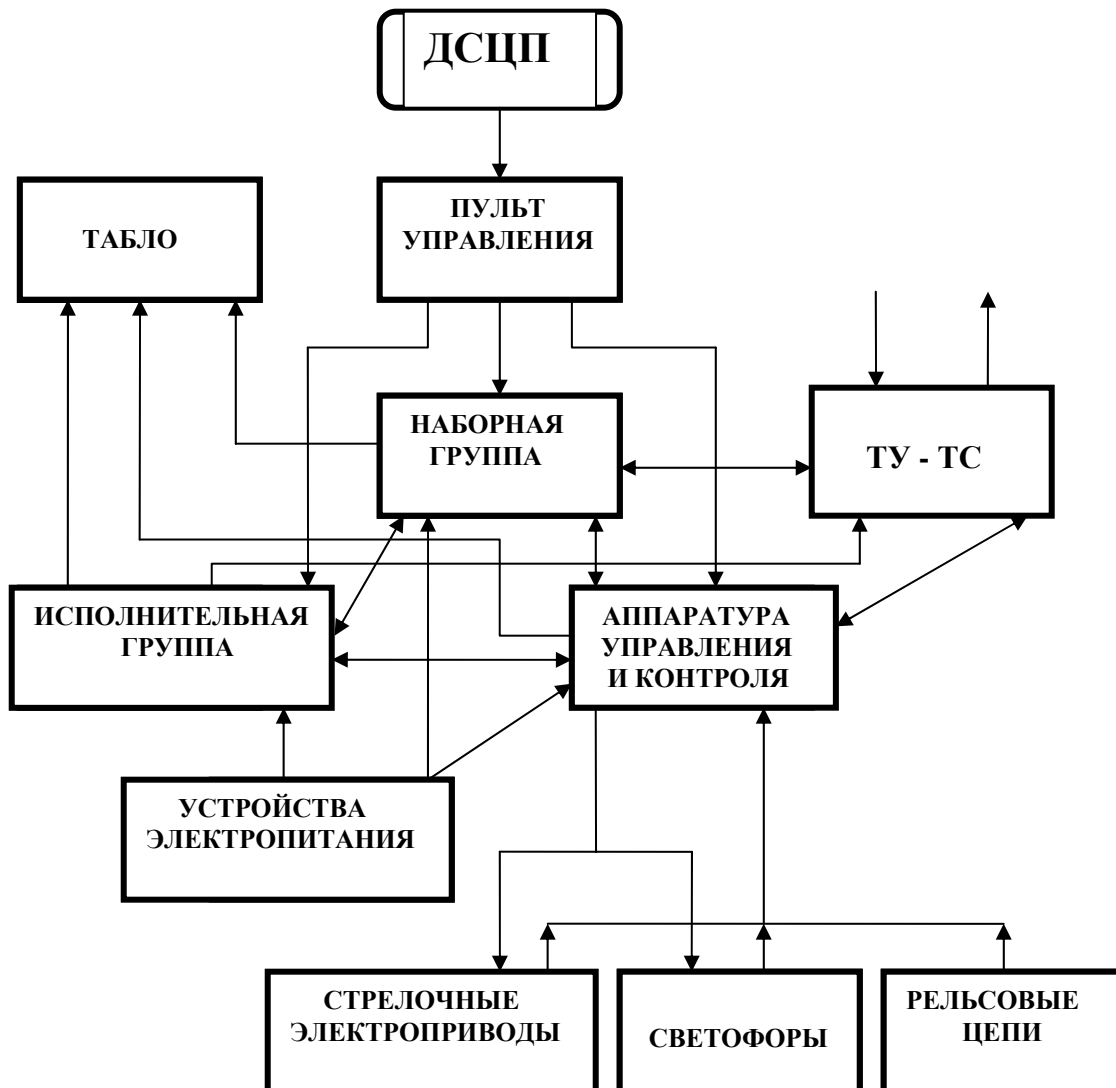 ДСЦП
ПУЛЬТ
УПРАВЛЕНИЯ
ТАБЛО
НАБОРНАЯ
ГРУППА
ТУ - ТС
ИСПОЛНИТЕЛЬНАЯ
ГРУППА
АППАРАТУРА
УПРАВЛЕНИЯ
И КОНТРОЛЯ
УСТРОЙСТВА
ЭЛЕКТРОПИТАНИЯ
СТРЕЛОЧНЫЕ
ЭЛЕКТРОПРИВОДЫ
СВЕТОФОРЫ
РЕЛЬСОВЫЕ
ЦЕПИ